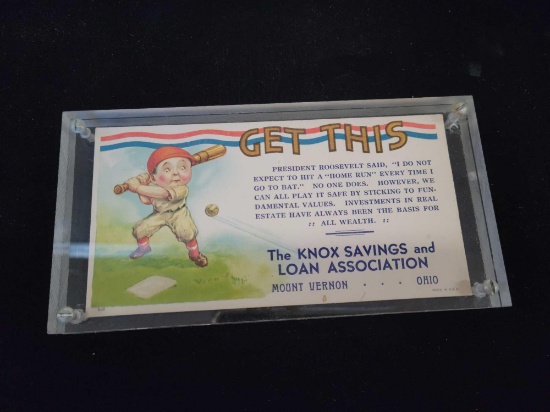 GET THIS
PRESIDENT ROOSEVELT SAID, "I DO NOT
EXPECT TO HIT A "HOME RUN" EVERY TIME I
GO TO BAT." NO ONE DOES. HOWEVER, WE
CAN ALL PLAY IT SAFE BY STICKING TO FUN-
DAMENTAL VALUES. INVESTMENTS IN REAL
ESTATE HAVE ALWAYS BEEN THE BASIS FOR
:: ALL WEALTH. ::
The KNOX SAVINGS and
LOAN ASSOCIATION
MOUNT VERNON . . . OHIO